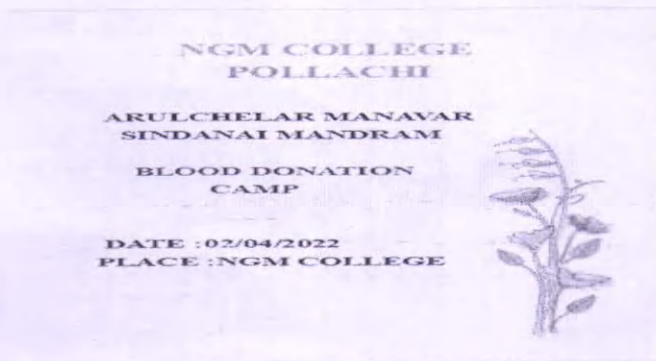 NGM COLLEGE
POLLACHI
ARULCHELAR MANAVAR
SINDANAI MANDRAM
BLOOD DONATION
CAMP
DATE :02/04/2022
PLACE :NGM COLLEGE